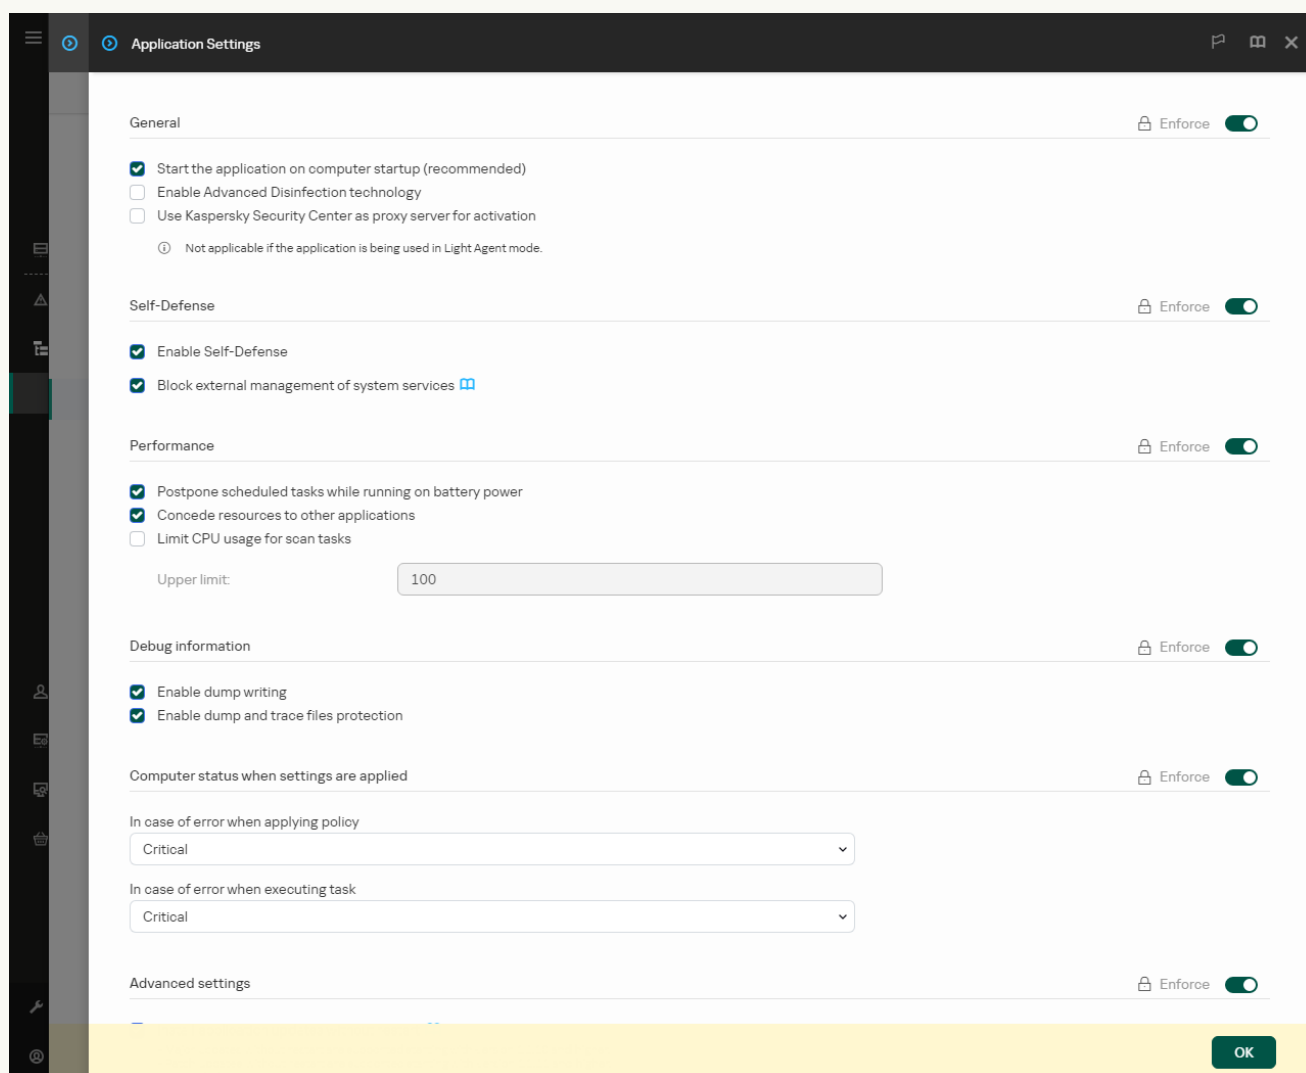 Application Settings
General
Enforce
Start the application on computer startup (recommended)
Enable Advanced Disinfection technology
Use Kaspersky Security Center as proxy server for activation
Not applicable if the application is being used in Light Agent mode.
Self-Defense
Enforce
Enable Self-Defense
Block external management of system services
Performance
Enforce
Postpone scheduled tasks while running on battery power
Concede resources to other applications
Limit CPU usage for scan tasks
Upper limit:
100
Debug information
Enforce
Enable dump writing
Enable dump and trace files protection
Computer status when settings are applied
Enforce
In case of error when applying policy
Critical
In case of error when executing task
Critical
Advanced settings
Enforce
OK